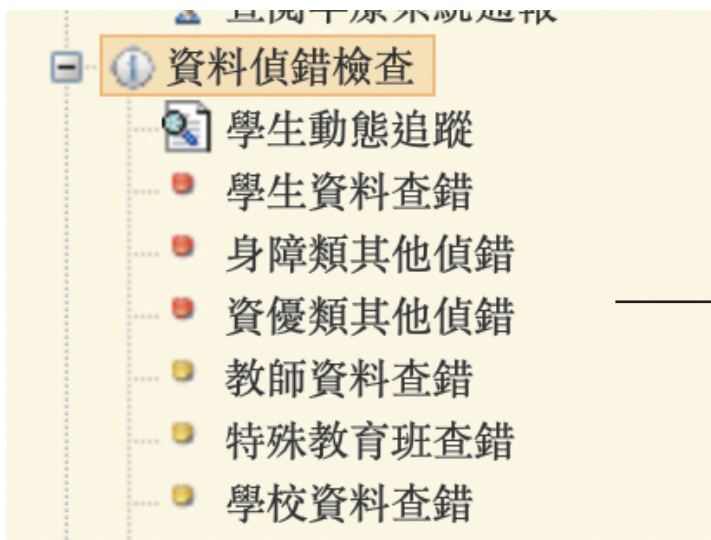 資料偵錯檢查
學生動態追蹤
學生資料查錯
身障類其他偵錯
資優類其他偵錯
教師資料查錯
特殊教育班查錯
學校資料查錯